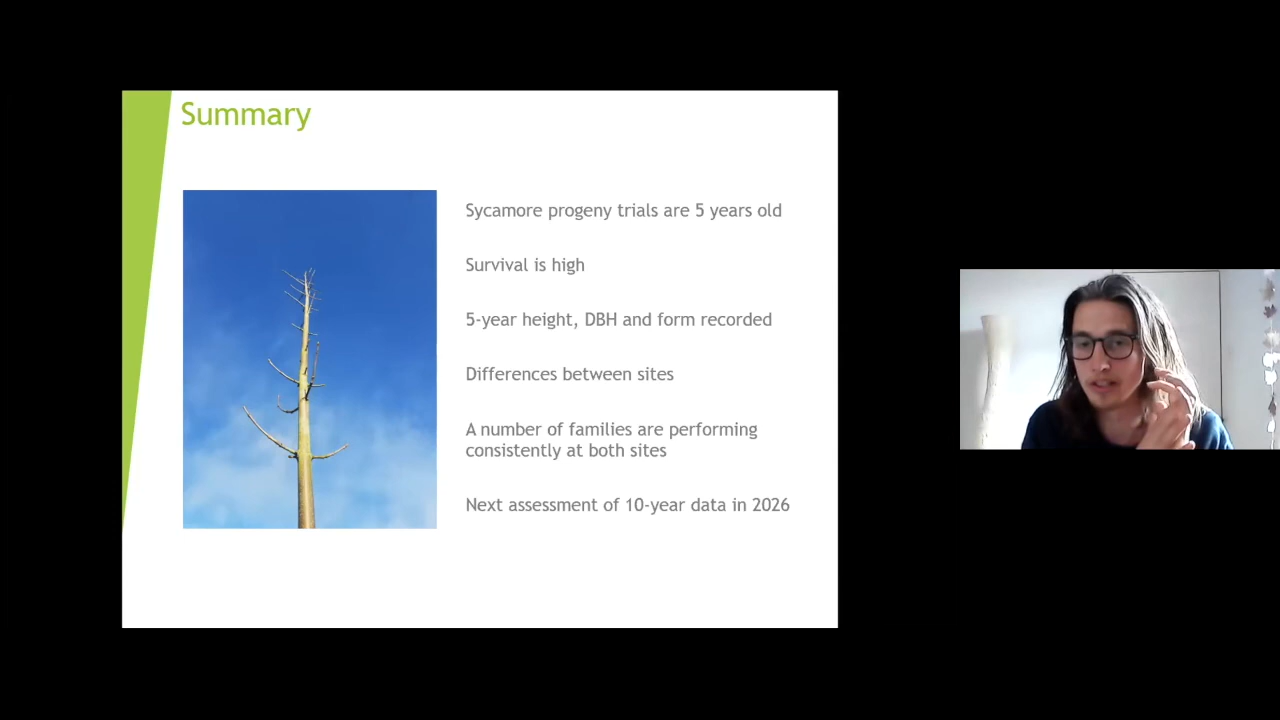 Summary
Sycamore progeny trials are 5 years old
Survival is high
5-year height, DBH and form recorded
Differences between sites
A number of families are performing
consistently at both sites
Next assessment of 10-year data in 2026